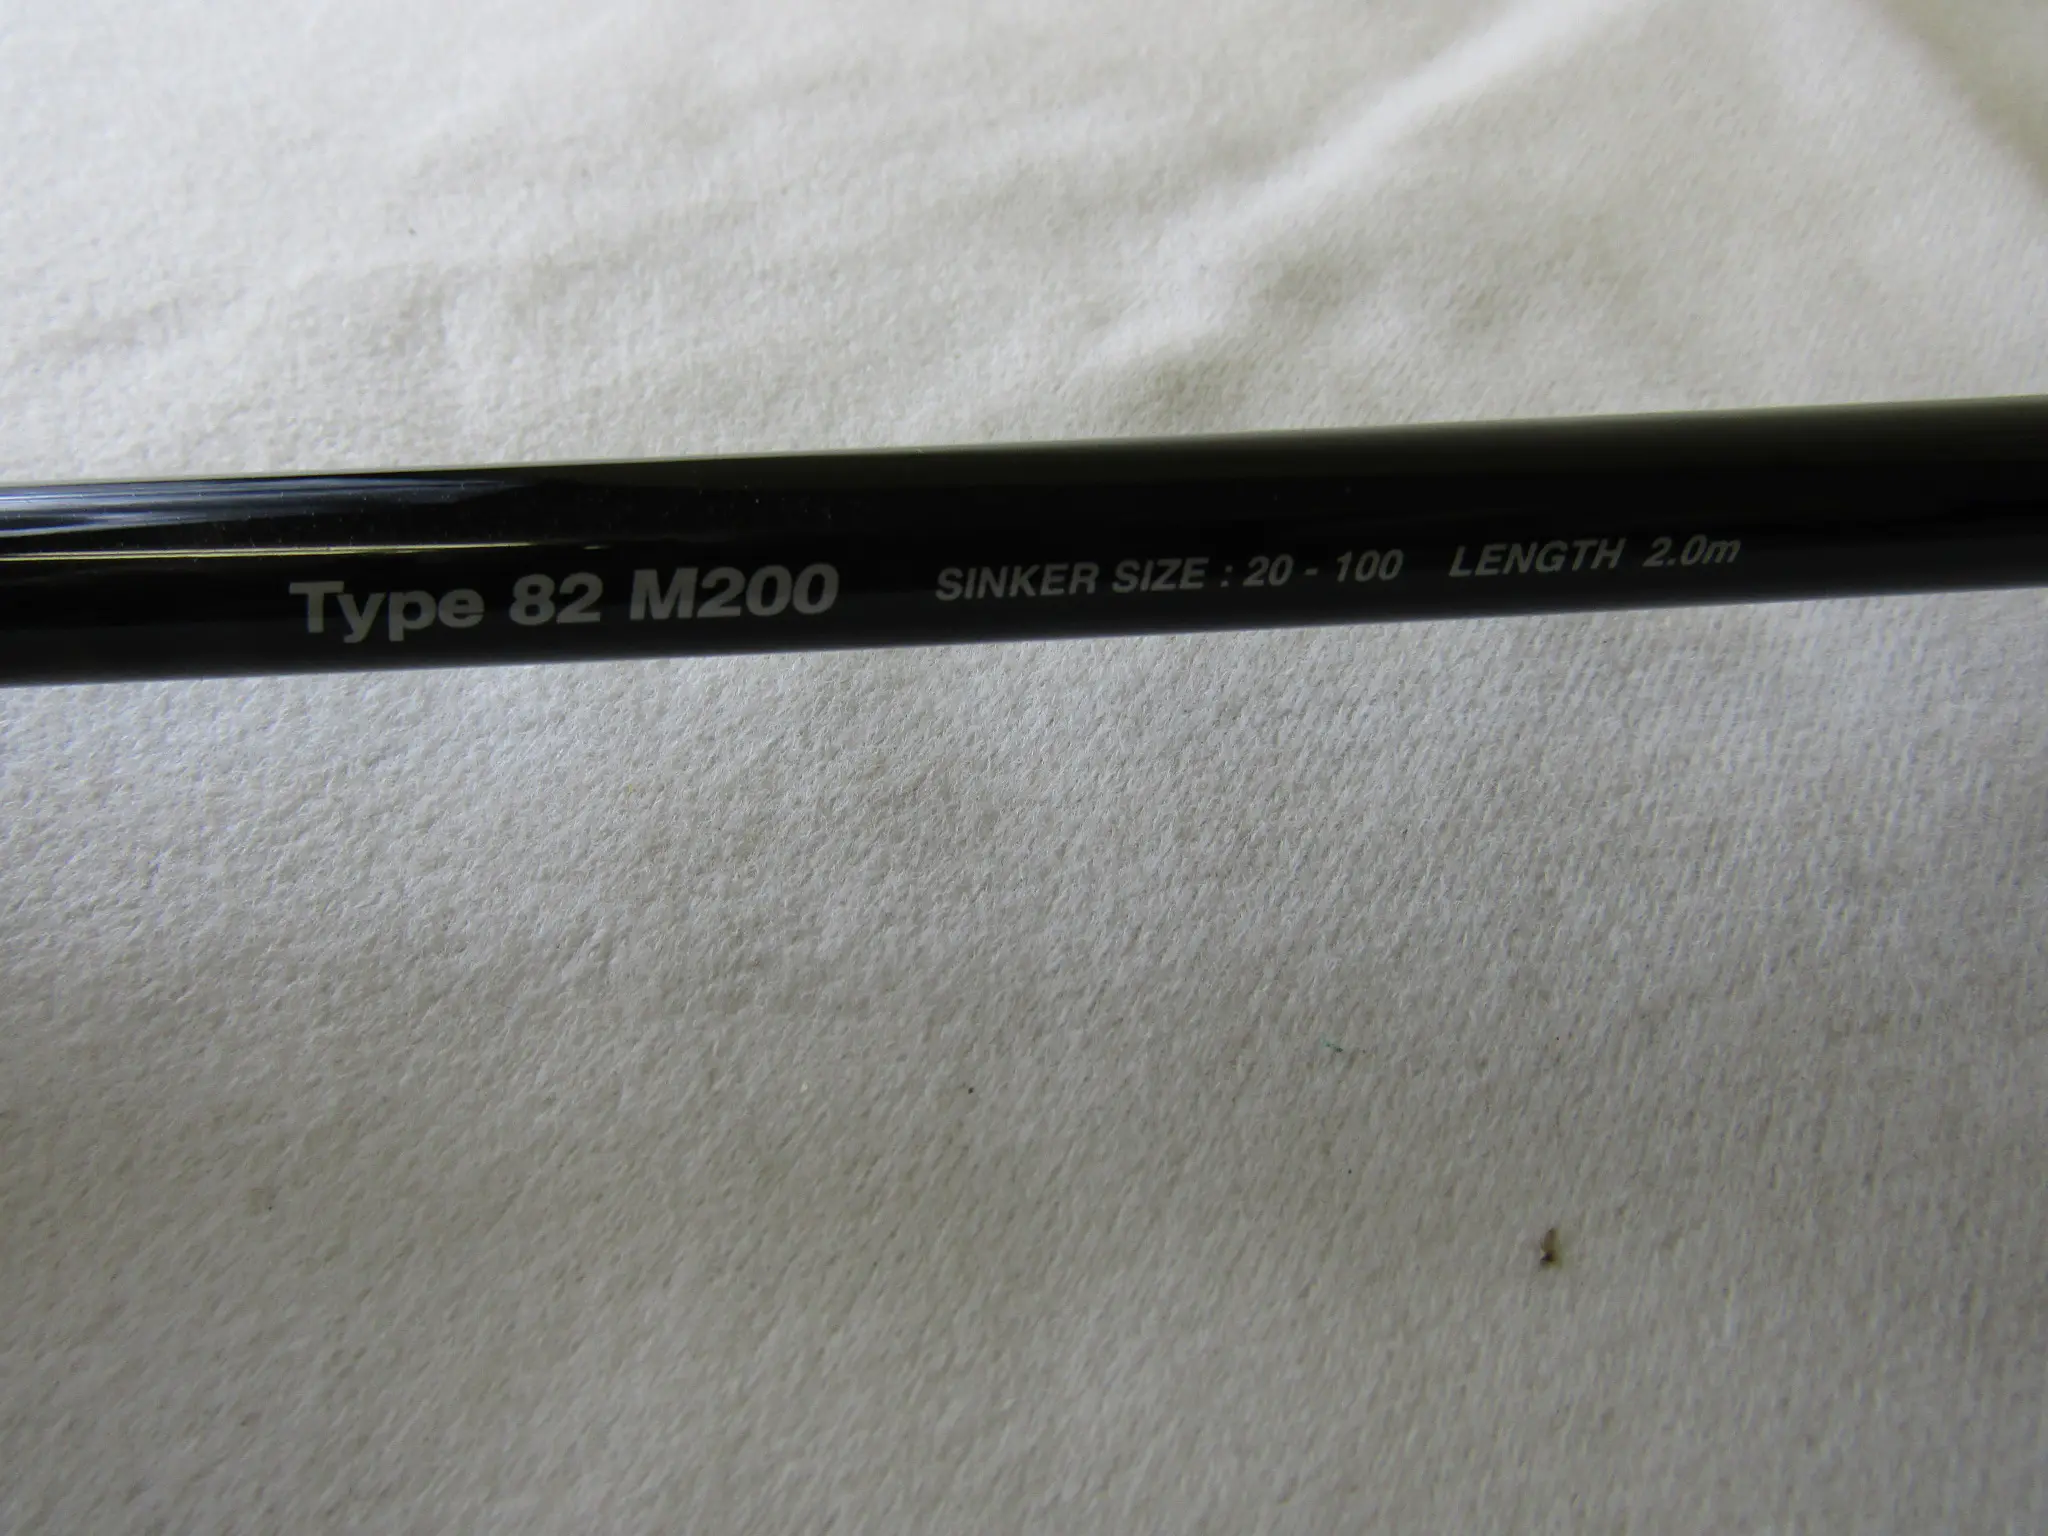 Type 82 M200 SINKER SIZE : 20 - 100 LENGTH 2.0m